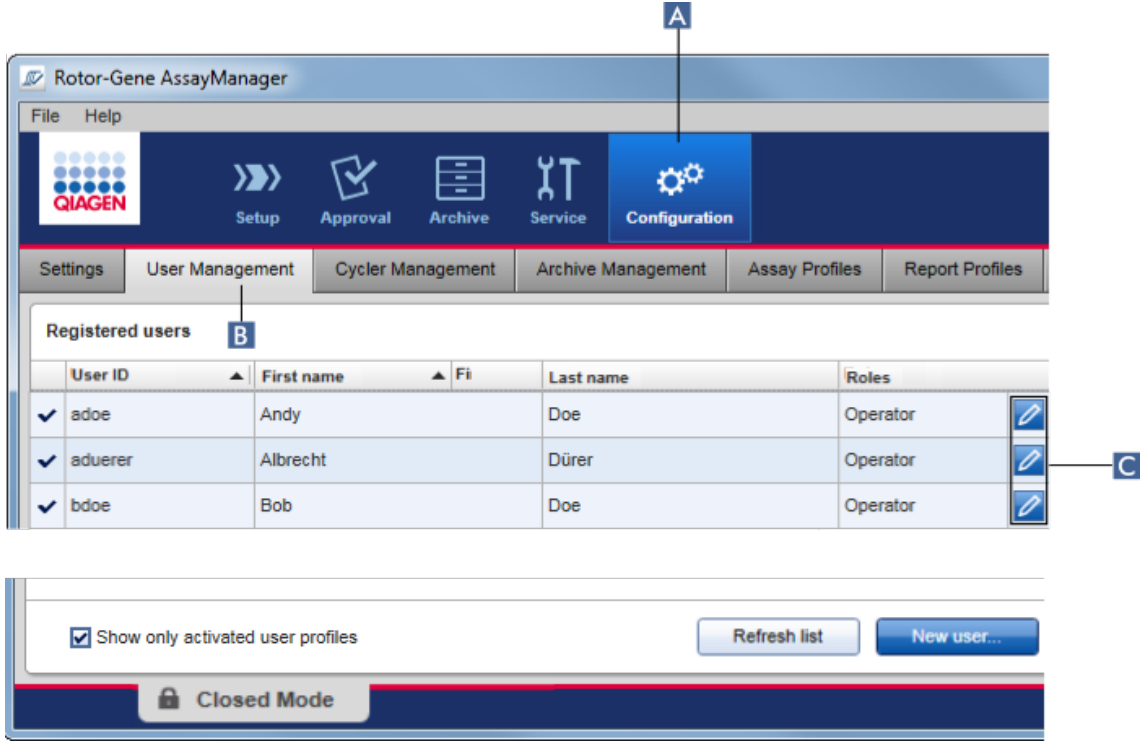 A
Rotor-Gene AssayManager
File Help
QIAGEN
Setup Approval Archive Service Configuration
Settings User Management Cycler Management Archive Management Assay Profiles Report Profiles
Registered users
B
User ID First name Fi Last name Roles
adoe Andy Doe Operator
aduerer Albrecht Dürer Operator
C
bdoe Bob Doe Operator
Show only activated user profiles Refresh list New user...
Closed Mode